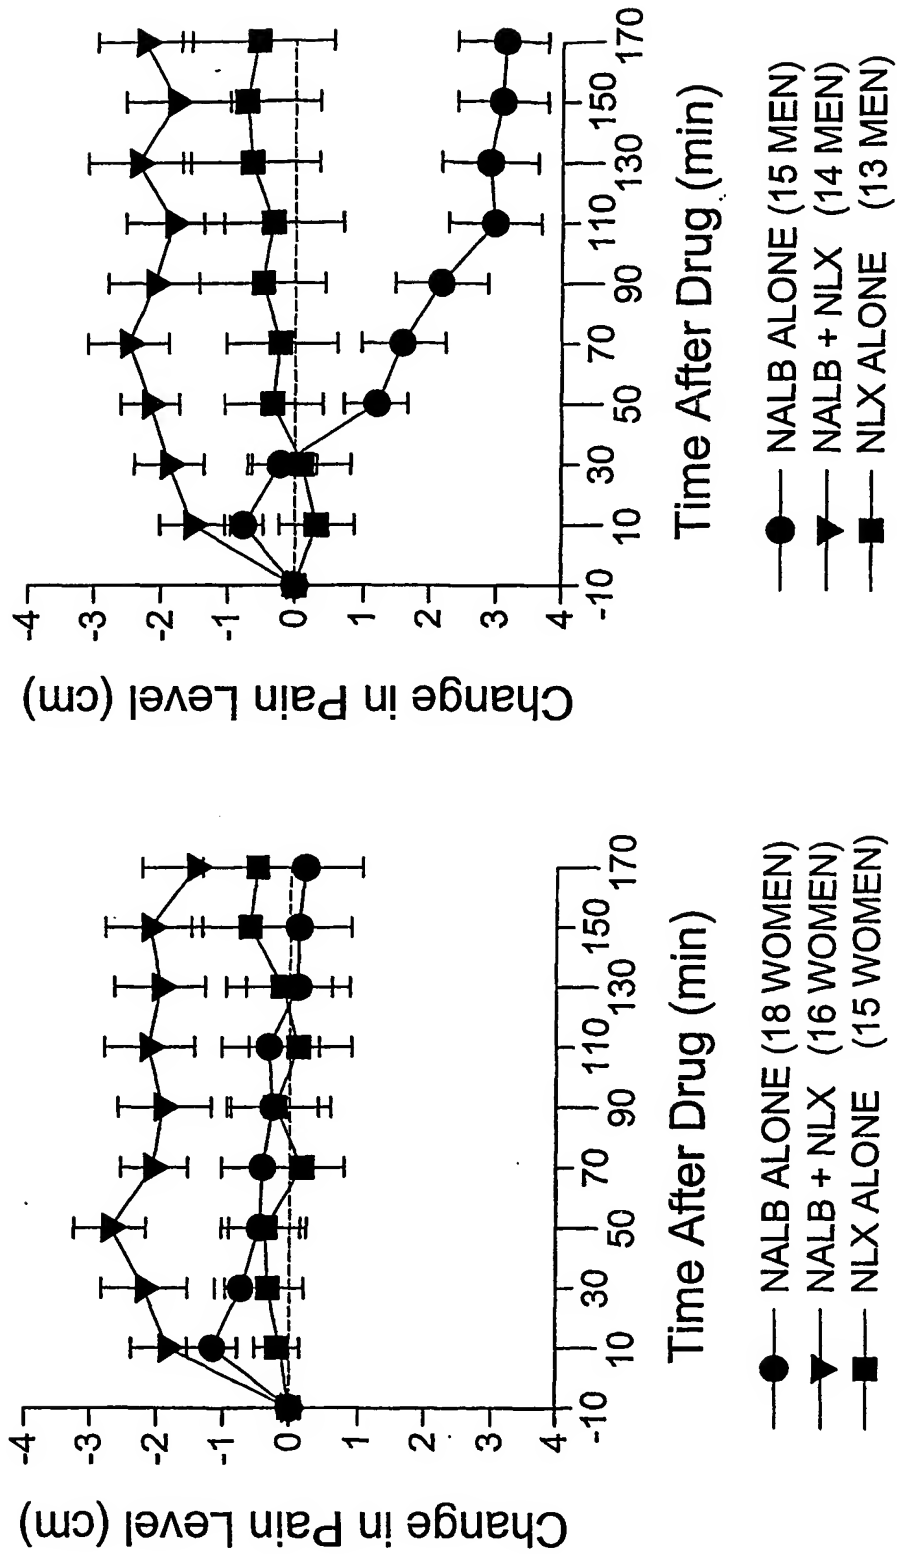 Change in Pain Level (cm)
-4
-3
-2
-1
0
1
2
3
4
-10 10 30 50 70 90 110 130 150 170
Time After Drug (min)
NALB ALONE (18 WOMEN)
NALB + NLX (16 WOMEN)
NLX ALONE (15 WOMEN)
Change in Pain Level (cm)
-4
-3
-2
-1
0
1
2
3
4
-10 10 30 50 70 90 110 130 150 170
Time After Drug (min)
NALB ALONE (15 MEN)
NALB + NLX (14 MEN)
NLX ALONE (13 MEN)